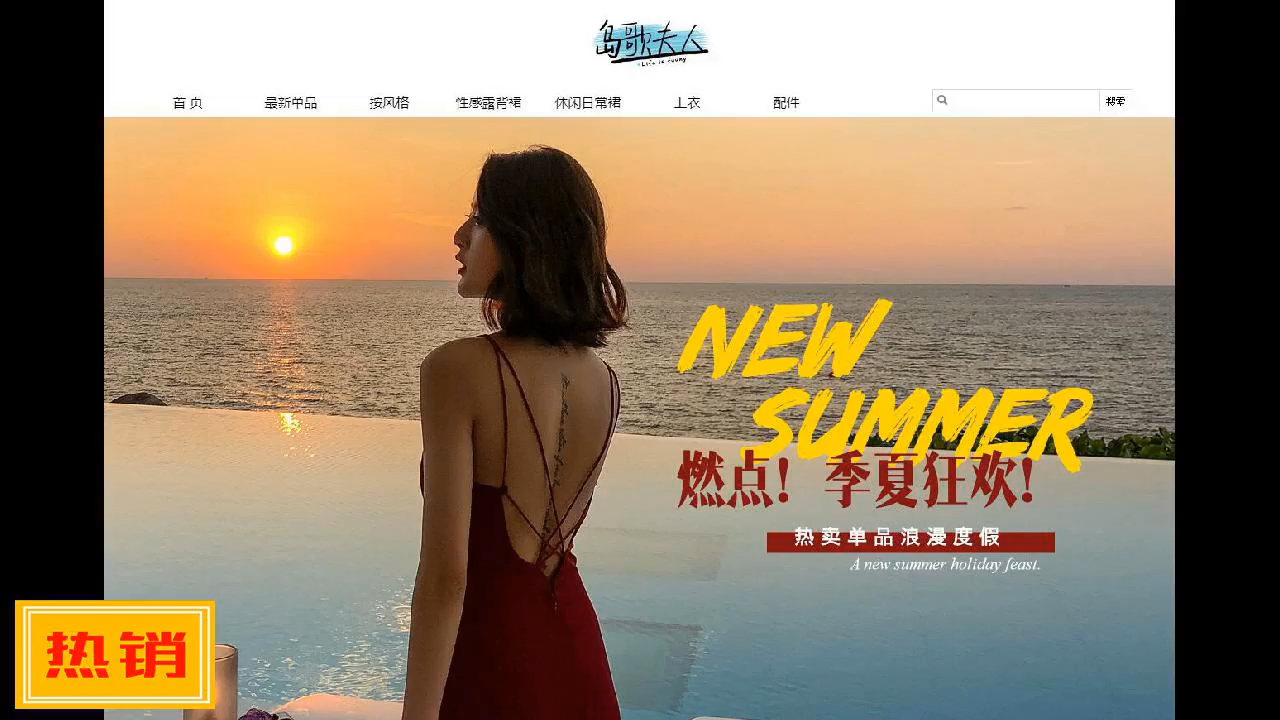 岛歌夫人
首页 最新单品 按风格 性感露背裙 休闲日常裙 上衣 配件 搜索
NEW
SUMMER
燃点! 季夏狂欢!
热卖单品浪漫度假
A new summer holiday feast.
热销